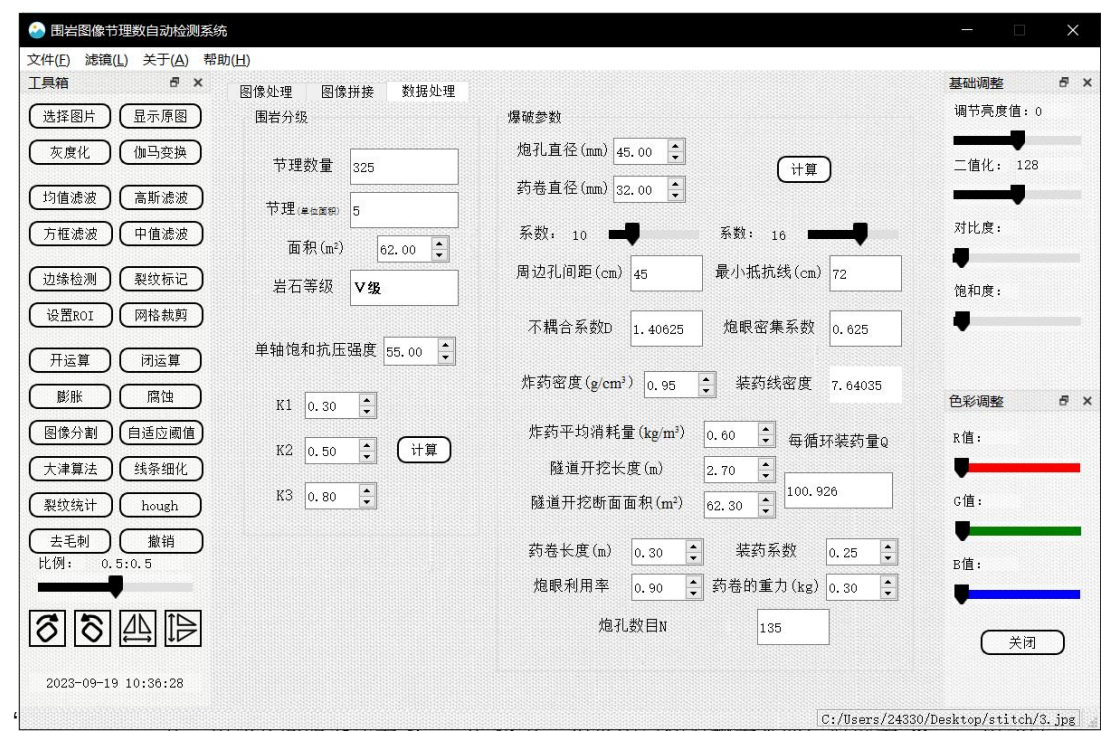 围岩图像节理数自动检测系统
文件(F) 滤镜(L) 关于(A) 帮助(H)
工具箱
选择图片 显示原图
灰度化 伽马变换
均值滤波 高斯滤波
方框滤波 中值滤波
边缘检测 裂纹标记
设置ROI 网格裁剪
开运算 闭运算
膨胀 腐蚀
图像分割 自适应阈值
大津算法 线条细化
裂纹统计 hough
去毛刺 撤销
比例: 0.5:0.5
2023-09-19 10:36:28
图像处理 图像拼接 数据处理
围岩分级
节理数量 325
节理(单位面积) 5
面积(m²) 62.00
岩石等级 V级
单轴饱和抗压强度 55.00
K1 0.30
K2 0.50 计算
K3 0.80
爆破参数
炮孔直径(mm) 45.00
计算
药卷直径(mm) 32.00
系数: 10 系数: 16
周边孔间距(cm) 45 最小抵抗线(cm) 72
不耦合系数D 1.40625 炮眼密集系数 0.625
炸药密度(g/cm³) 0.95 装药线密度 7.64035
炸药平均消耗量(kg/m³) 0.60 每循环装药量Q
隧道开挖长度(m) 2.70
100.926
隧道开挖断面面积(m²) 62.30
药卷长度(m) 0.30 装药系数 0.25
炮眼利用率 0.90 药卷的重力(kg) 0.30
炮孔数目N 135
基础调整
调节亮度值: 0
二值化: 128
对比度:
饱和度:
色彩调整
R值:
G值:
B值:
关闭
C:/Users/24330/Desktop/stitch/3.jpg